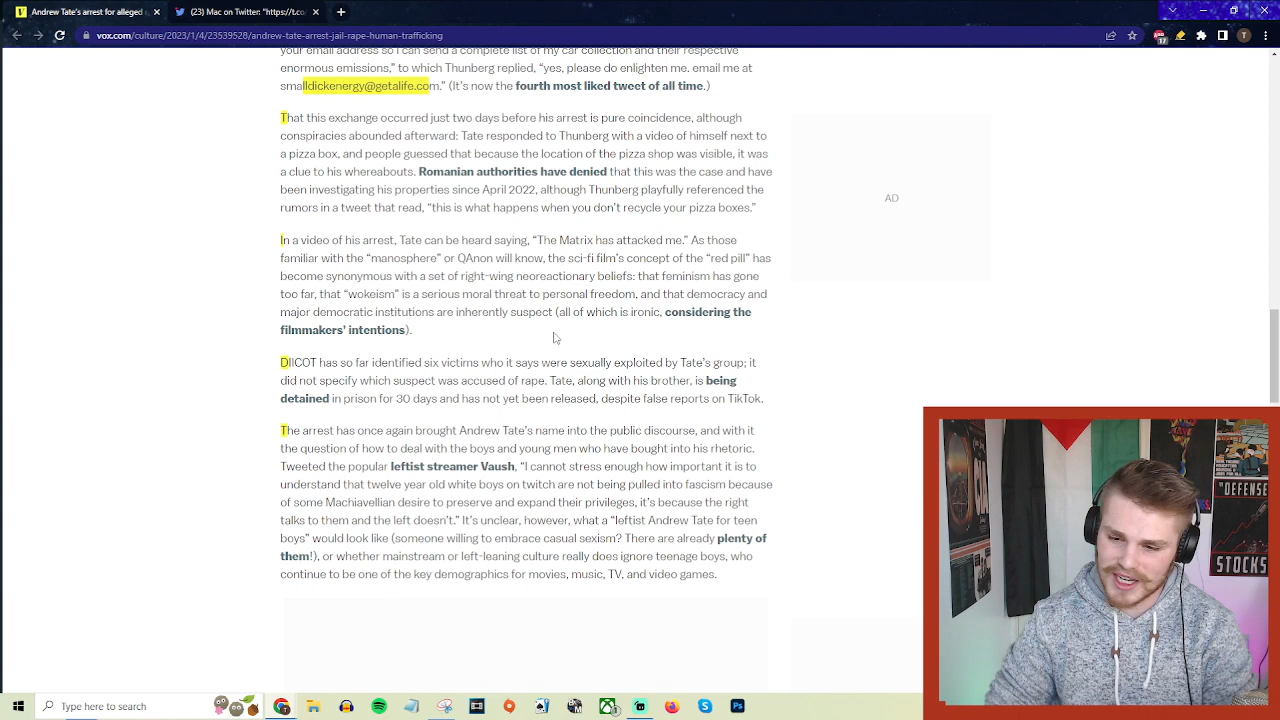 Andrew Tate's arrest for alleged
(2) Mac on Twitter: "https://t.co
vox.com/culture/2023/1/4/23539528/andrew-tate-arrest-jail-rape-human-trafficking
17
T
your email address so I can send a complete list of my car collection and their respective
enormous emissions,” to which Thunberg replied, “yes, please do enlighten me. email me at
smalldickenergy@getalife.com.” (It’s now the fourth most liked tweet of all time.)
That this exchange occurred just two days before his arrest is pure coincidence, although
conspiracies abounded afterward: Tate responded to Thunberg with a video of himself next to
a pizza box, and people guessed that because the location of the pizza shop was visible, it was
a clue to his whereabouts. Romanian authorities have denied that this was the case and have
been investigating his properties since April 2022, although Thunberg playfully referenced the
rumors in a tweet that read, “this is what happens when you don’t recycle your pizza boxes.”
AD
In a video of his arrest, Tate can be heard saying, “The Matrix has attacked me.” As those
familiar with the “manosphere” or QAnon will know, the sci-fi film’s concept of the “red pill” has
become synonymous with a set of right-wing neoreactionary beliefs: that feminism has gone
too far, that “wokeism” is a serious moral threat to personal freedom, and that democracy and
major democratic institutions are inherently suspect (all of which is ironic, considering the
filmmakers’ intentions).
DIICOT has so far identified six victims who it says were sexually exploited by Tate’s group; it
did not specify which suspect was accused of rape. Tate, along with his brother, is being
detained in prison for 30 days and has not yet been released, despite false reports on TikTok.
The arrest has once again brought Andrew Tate’s name into the public discourse, and with it
the question of how to deal with the boys and young men who have bought into his rhetoric.
Tweeted the popular leftist streamer Vaush, “I cannot stress enough how important it is to
understand that twelve year old white boys on twitch are not being pulled into fascism because
of some Machiavellian desire to preserve and expand their privileges, it’s because the right
talks to them and the left doesn’t.” It’s unclear, however, what a “leftist Andrew Tate for teen
boys” would look like (someone willing to embrace casual sexism? There are already plenty of
them!), or whether mainstream or left-leaning culture really does ignore teenage boys, who
continue to be one of the key demographics for movies, music, TV, and video games.
"DEFENSE"
STOCKS
Type here to search